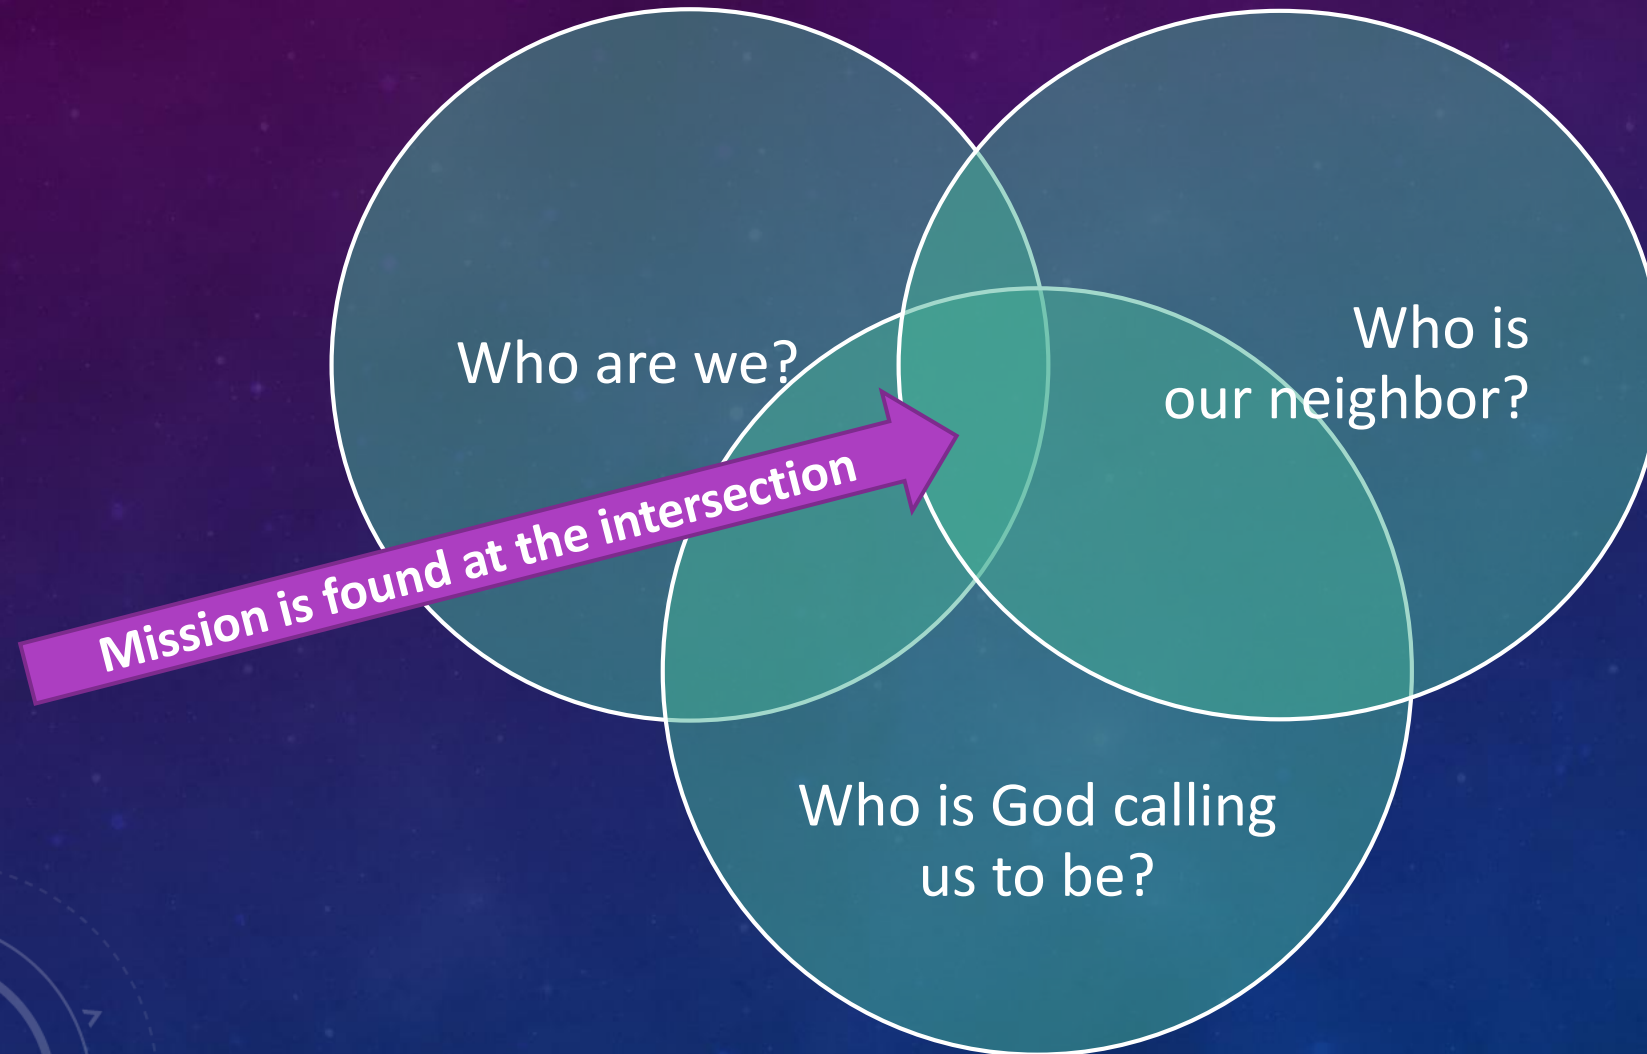 Who are we?
Who is
our neighbor?
Mission is found at the intersection
Who is God calling
us to be?